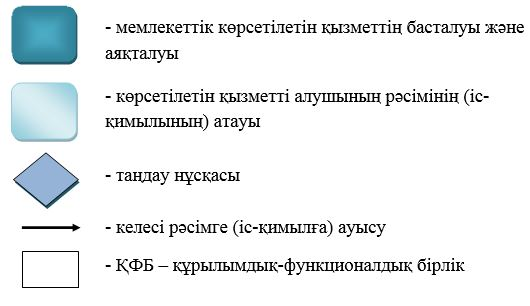 - мемлекеттік көрсетілетін қызметтің басталуы және
аяқталуы
- көрсетілетін қызметті алушының рәсімінің (іс-
қимылының) атауы
- таңдау нұсқасы
- келесі рәсімге (іс-қимылға) ауысу
- ҚФБ – құрылымдық-функционалдық бірлік